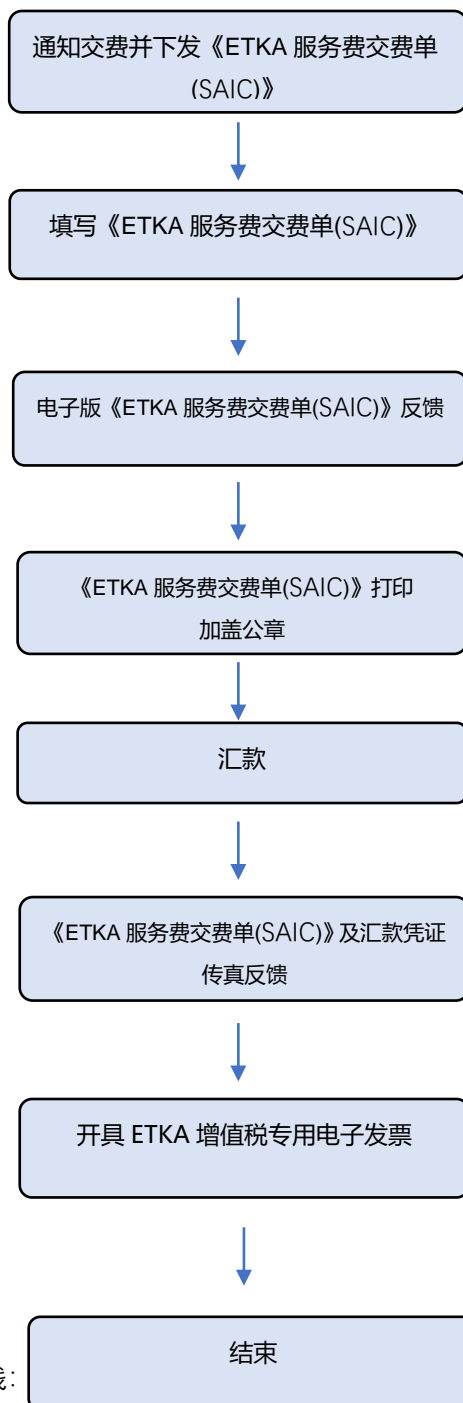 通知交费并下发《ETKA 服务费交费单
(SAIC)》
填写《ETKA 服务费交费单(SAIC)》
电子版《ETKA 服务费交费单(SAIC)》反馈
《ETKA 服务费交费单(SAIC)》打印
加盖公章
汇款
《ETKA 服务费交费单(SAIC)》及汇款凭证
传真反馈
开具 ETKA 增值税专用电子发票
结束
：